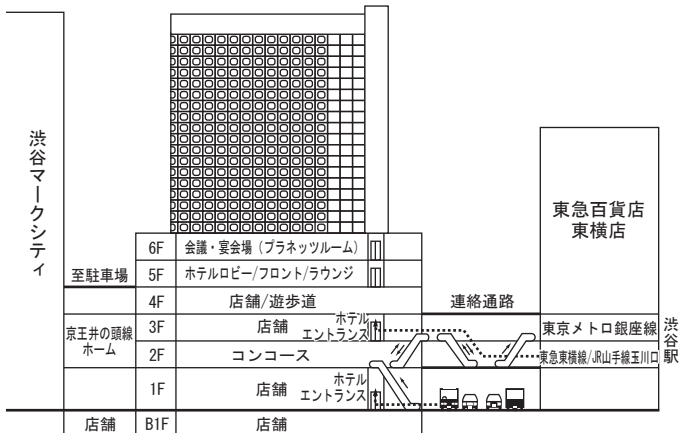 渋谷マークシティ
6F
会議・宴会場（プラネッツルーム）
至駐車場
5F
ホテルロビー/フロント/ラウンジ
4F
店舗/遊歩道
連絡通路
京王井の頭線
ホーム
3F
店舗
ホテル
エントランス
2F
コンコース
1F
店舗
ホテル
エントランス
店舗
B1F
店舗
東急百貨店
東横店
東京メトロ銀座線
東急東横線/JR山手線玉川口
渋谷駅